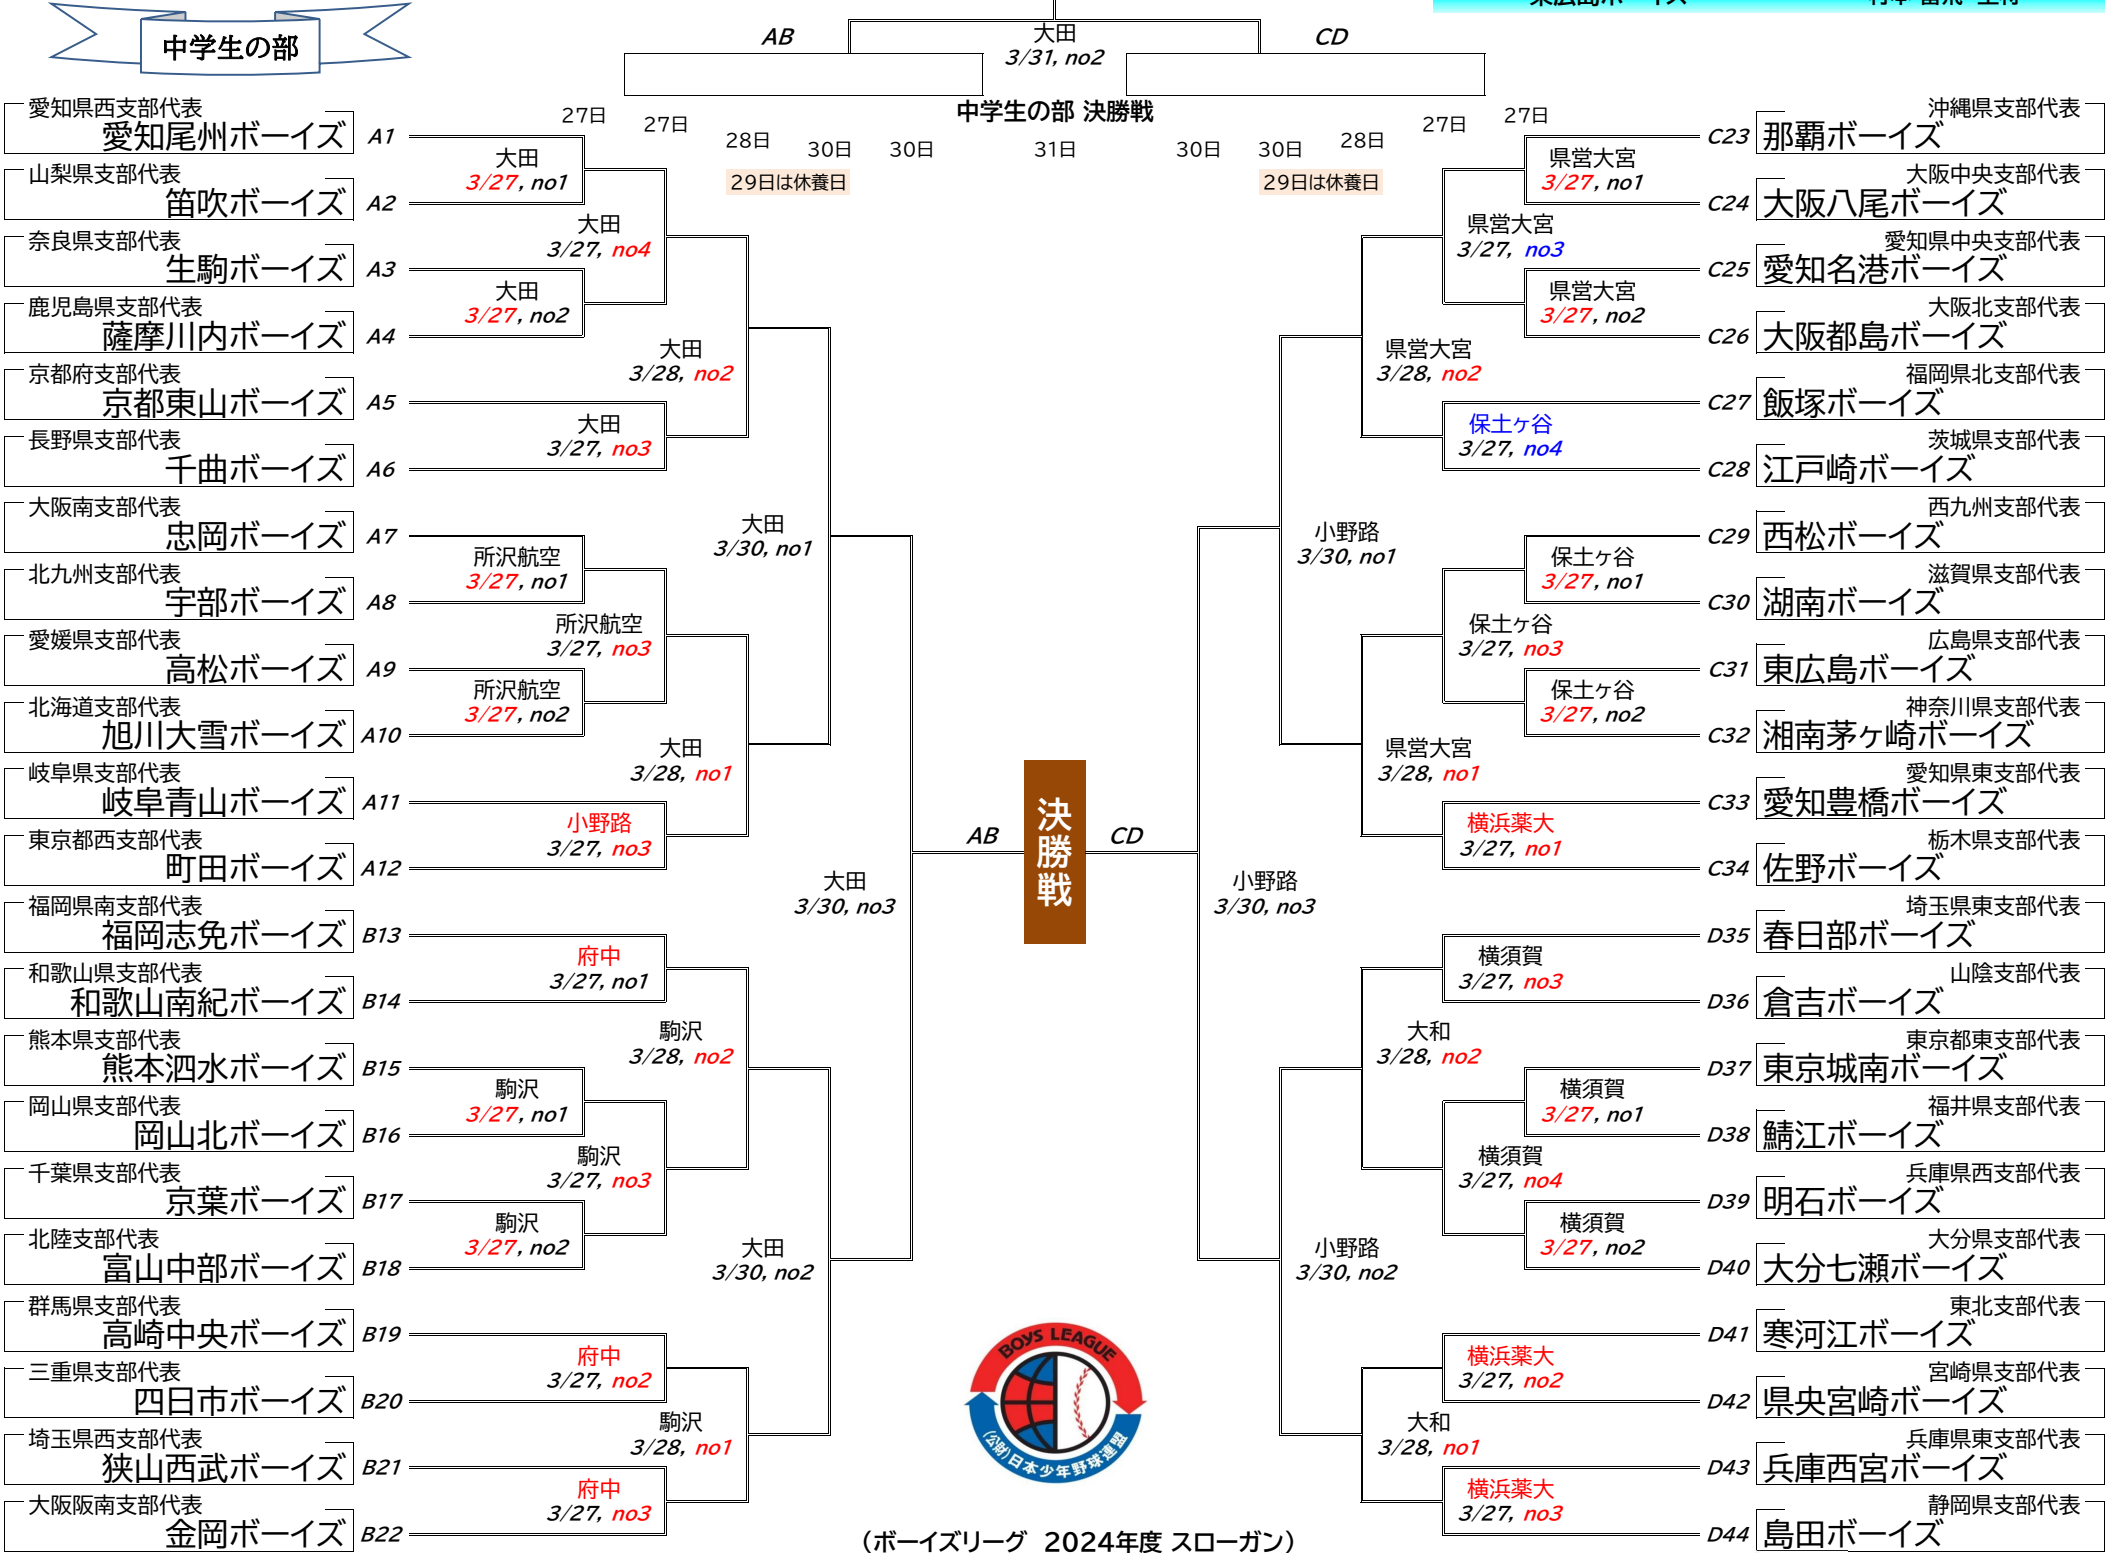 中学生の部
AB
大田
3/31, no2
CD
中学生の部 決勝戦
27日
27日
28日
30日
30日
31日
30日
30日
28日
27日
27日
29日は休養日
29日は休養日
愛知県西支部代表
愛知尾州ボーイズ A1
山梨県支部代表
笛吹ボーイズ A2
奈良県支部代表
生駒ボーイズ A3
鹿児島県支部代表
薩摩川内ボーイズ A4
京都府支部代表
京都東山ボーイズ A5
長野県支部代表
千曲ボーイズ A6
大阪南支部代表
忠岡ボーイズ A7
北九州支部代表
宇部ボーイズ A8
愛媛県支部代表
高松ボーイズ A9
北海道支部代表
旭川大雪ボーイズ A10
岐阜県支部代表
岐阜青山ボーイズ A11
東京都西支部代表
町田ボーイズ A12
福岡県南支部代表
福岡志免ボーイズ B13
和歌山県支部代表
和歌山南紀ボーイズ B14
熊本県支部代表
熊本泗水ボーイズ B15
岡山県支部代表
岡山北ボーイズ B16
千葉県支部代表
京葉ボーイズ B17
北陸支部代表
富山中部ボーイズ B18
群馬県支部代表
高崎中央ボーイズ B19
三重県支部代表
四日市ボーイズ B20
埼玉県西支部代表
狭山西武ボーイズ B21
大阪阪南支部代表
金岡ボーイズ B22
大田
3/27, no1
大田
3/27, no4
大田
3/27, no2
大田
3/28, no2
大田
3/27, no3
大田
3/30, no1
所沢航空
3/27, no1
所沢航空
3/27, no3
所沢航空
3/27, no2
大田
3/28, no1
小野路
3/27, no3
大田
3/30, no3
府中
3/27, no1
駒沢
3/28, no2
駒沢
3/27, no1
駒沢
3/27, no3
駒沢
3/27, no2
大田
3/30, no2
府中
3/27, no2
駒沢
3/28, no1
府中
3/27, no3
AB
決勝戦
CD
県営大宮
3/27, no1
県営大宮
3/27, no3
県営大宮
3/27, no2
県営大宮
3/28, no2
保土ヶ谷
3/27, no4
小野路
3/30, no1
保土ヶ谷
3/27, no1
保土ヶ谷
3/27, no3
保土ヶ谷
3/27, no2
県営大宮
3/28, no1
横浜薬大
3/27, no1
小野路
3/30, no3
横須賀
3/27, no3
大和
3/28, no2
横須賀
3/27, no1
横須賀
3/27, no4
横須賀
3/27, no2
小野路
3/30, no2
横浜薬大
3/27, no2
大和
3/28, no1
横浜薬大
3/27, no3
沖縄県支部代表
C23 那覇ボーイズ
大阪中央支部代表
C24 大阪八尾ボーイズ
愛知県中央支部代表
C25 愛知名港ボーイズ
大阪北支部代表
C26 大阪都島ボーイズ
福岡県北支部代表
C27 飯塚ボーイズ
茨城県支部代表
C28 江戸崎ボーイズ
西九州支部代表
C29 西松ボーイズ
滋賀県支部代表
C30 湖南ボーイズ
広島県支部代表
C31 東広島ボーイズ
神奈川県支部代表
C32 湘南茅ヶ崎ボーイズ
愛知県東支部代表
C33 愛知豊橋ボーイズ
栃木県支部代表
C34 佐野ボーイズ
埼玉県東支部代表
D35 春日部ボーイズ
山陰支部代表
D36 倉吉ボーイズ
東京都東支部代表
D37 東京城南ボーイズ
福井県支部代表
D38 鯖江ボーイズ
兵庫県西支部代表
D39 明石ボーイズ
大分県支部代表
D40 大分七瀬ボーイズ
東北支部代表
D41 寒河江ボーイズ
宮崎県支部代表
D42 県央宮崎ボーイズ
兵庫県東支部代表
D43 兵庫西宮ボーイズ
静岡県支部代表
D44 島田ボーイズ
BOYS LEAGUE
(公財)日本少年野球連盟
（ボーイズリーグ 2024年度 スローガン）